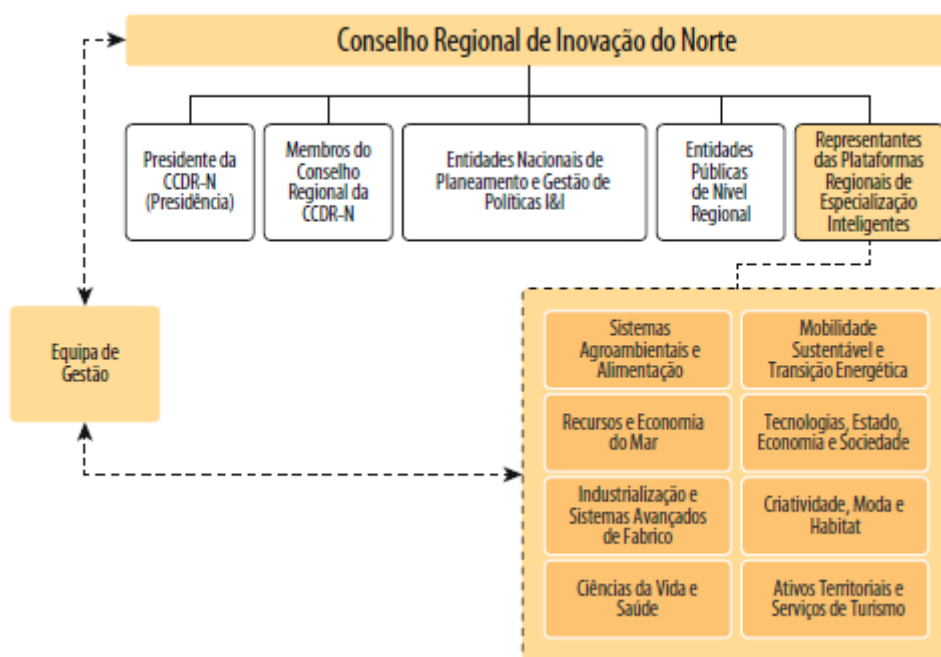 Conselho Regional de Inovação do Norte
Presidente da
CCDR-N
(Presidência)
Membros do
Conselho
Regional da
CCDR-N
Entidades Nacionais de
Planeamento e Gestão de
Políticas I&I
Entidades
Públicas
de Nível
Regional
Representantes
das Plataformas
Regionais de
Especialização
Inteligentes
Equipa de
Gestão
Sistemas
Agroambientais e
Alimentação
Mobilidade
Sustentável e
Transição Energética
Recursos e Economia
do Mar
Tecnologias, Estado,
Economia e Sociedade
Industrialização e
Sistemas Avançados
de Fabrico
Criatividade, Moda e
Habitat
Ciências da Vida e
Saúde
Ativos Territoriais e
Serviços de Turismo